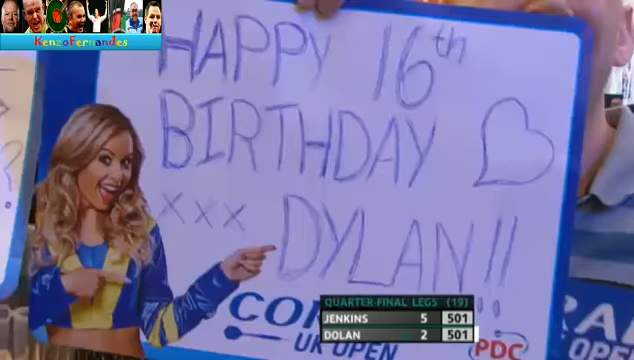 KenzoFernandes
HAPPY 16th
BIRTHDAY
xxx DYLAN!!
UK OPEN
PDC
QUARTER-FINAL LEGS (19)
JENKINS 5 501
DOLAN 2 501